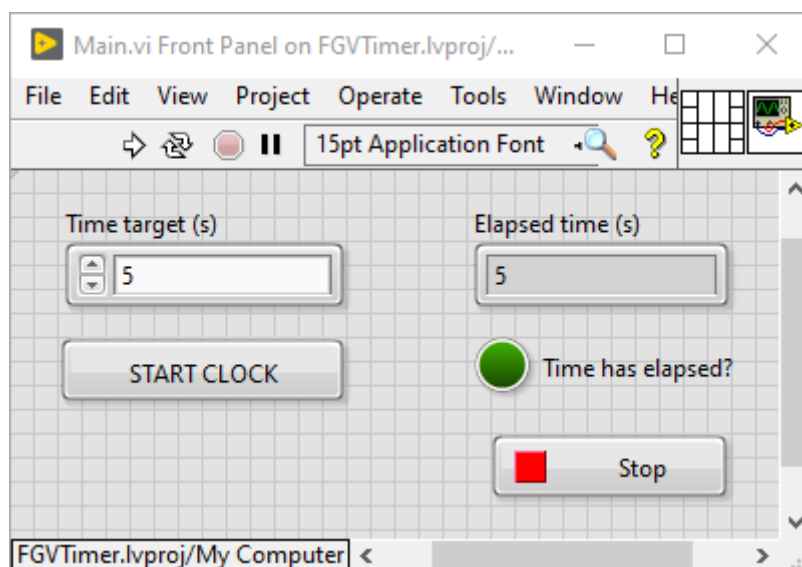 Main.vi Front Panel on FGVTimer.lvproj/...
File Edit View Project Operate Tools Window He
15pt Application Font
Time target (s)
Elapsed time (s)
5
5
START CLOCK
Time has elapsed?
Stop
FGVTimer.lvproj/My Computer